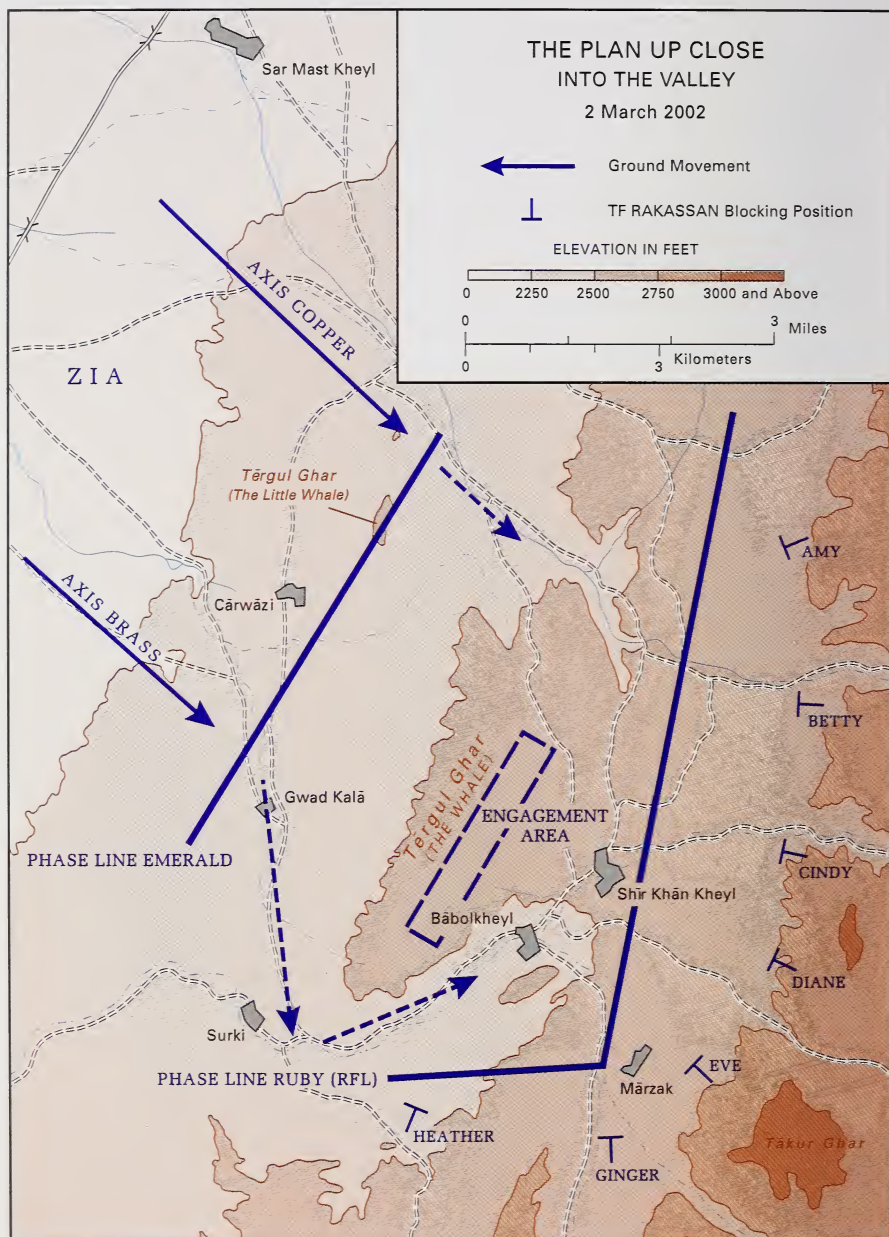 THE PLAN UP CLOSE
INTO THE VALLEY
2 March 2002
Ground Movement
TF RAKASSAN Blocking Position
ELEVATION IN FEET
0 2250 2500 2750 3000 and Above
0 3 Miles
0 3 Kilometers
Sar Mast Kheyl
AXIS COPPER
ZIA
Tērgul Ghar
(The Little Whale)
AMY
Cārwāzi
AXIS BRASS
BETTY
Gwad Kalā
Tērgul Ghar
(THE WHALE)
ENGAGEMENT
AREA
PHASE LINE EMERALD
CINDY
Shīr Khān Kheyl
Bābolkheyl
DIANE
Surki
EVE
PHASE LINE RUBY (RFL)
Mārzak
HEATHER
Tākur Ghar
GINGER